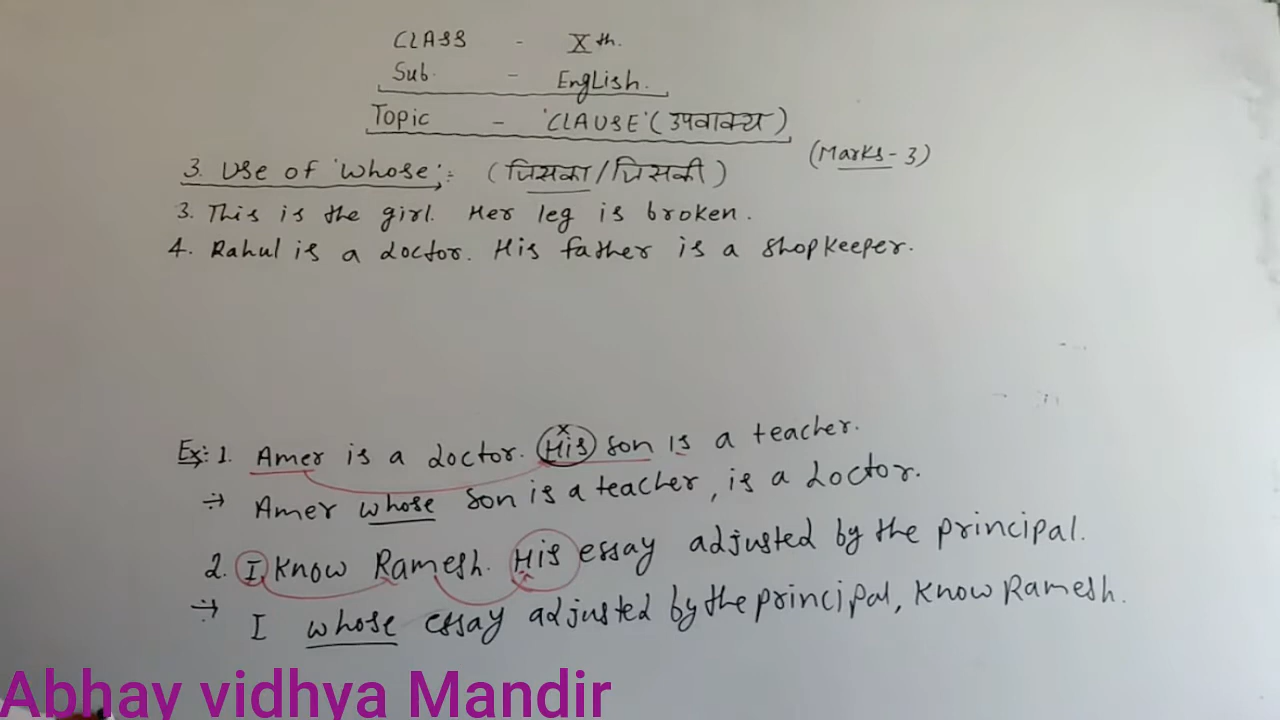 CLASS - Xth.
Sub. - English.
Topic - 'CLAUSE' (उपवाक्य)
(Marks - 3)
3. Use of 'whose' :- (जिसका/जिसकी)
3. This is the girl. Her leg is broken.
4. Rahul is a doctor. His father is a shopkeeper.
Ex: 1. Amer is a doctor. His son is a teacher.
→ Amer whose son is a teacher, is a doctor.
2. I know Ramesh. His essay adjusted by the principal.
→ I whose essay adjusted by the principal, know Ramesh.
Abhay vidhya Mandir